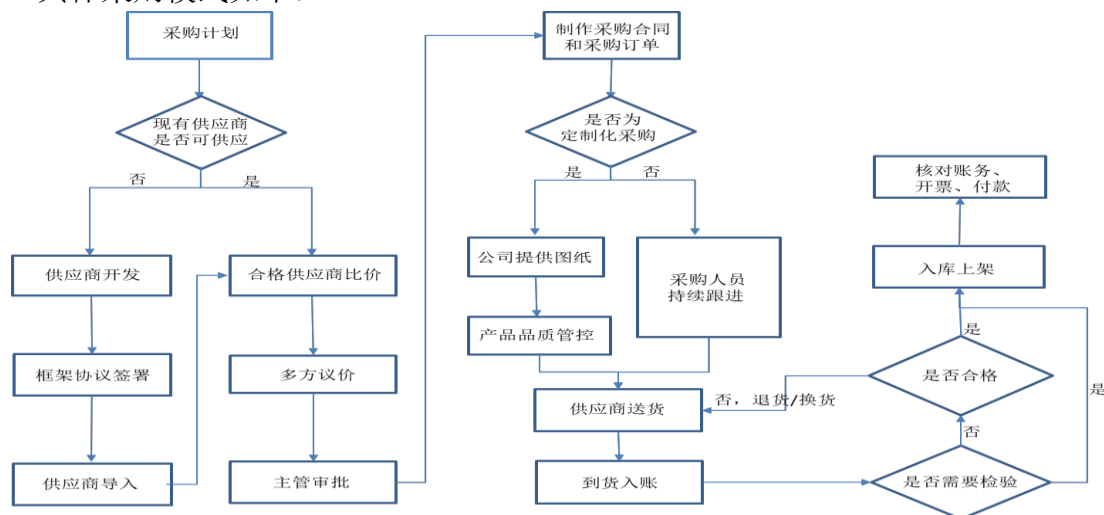 采购计划
现有供应商
是否可供应
否
是
供应商开发
合格供应商比价
框架协议签署
多方议价
供应商导入
主管审批
制作采购合同
和采购订单
是否为
定制化采购
是
否
公司提供图纸
采购人员
持续跟进
产品品质管控
供应商送货
到货入账
否，退货/换货
核对账务、
开票、付款
入库上架
是
是否合格
是
否
是否需要检验